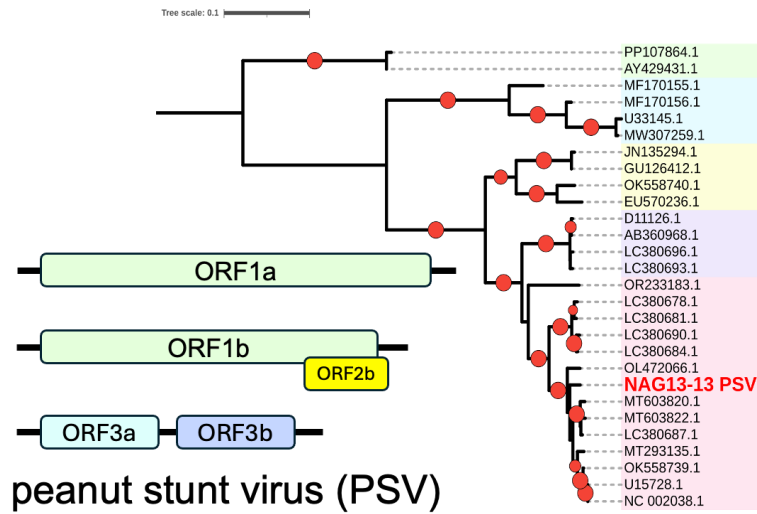 Tree scale: 0.1
PP107864.1
AY429431.1
MF170155.1
MF170156.1
U33145.1
MW307259.1
JN135294.1
GU126412.1
OK558740.1
EU570236.1
D11126.1
AB360968.1
LC380696.1
LC380693.1
OR233183.1
LC380678.1
LC380681.1
LC380690.1
LC380684.1
OL472066.1
NAG13-13 PSV
MT603820.1
MT603822.1
LC380687.1
MT293135.1
OK558739.1
U15728.1
NC 002038.1
ORF1a
ORF1b
ORF2b
ORF3a ORF3b
peanut stunt virus (PSV)